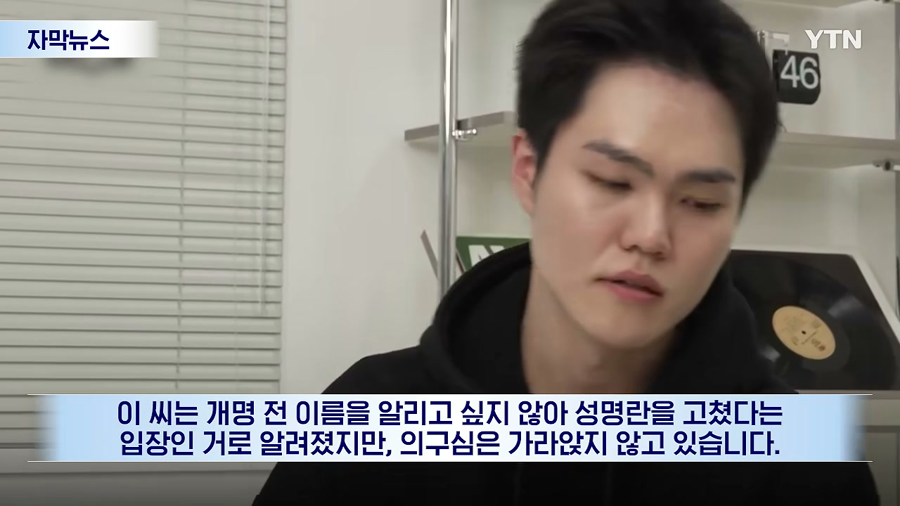 자막뉴스
YTN
46
이 씨는 개명 전 이름을 알리고 싶지 않아 성명란을 고쳤다는
입장인 거로 알려졌지만, 의구심은 가라앉지 않고 있습니다.